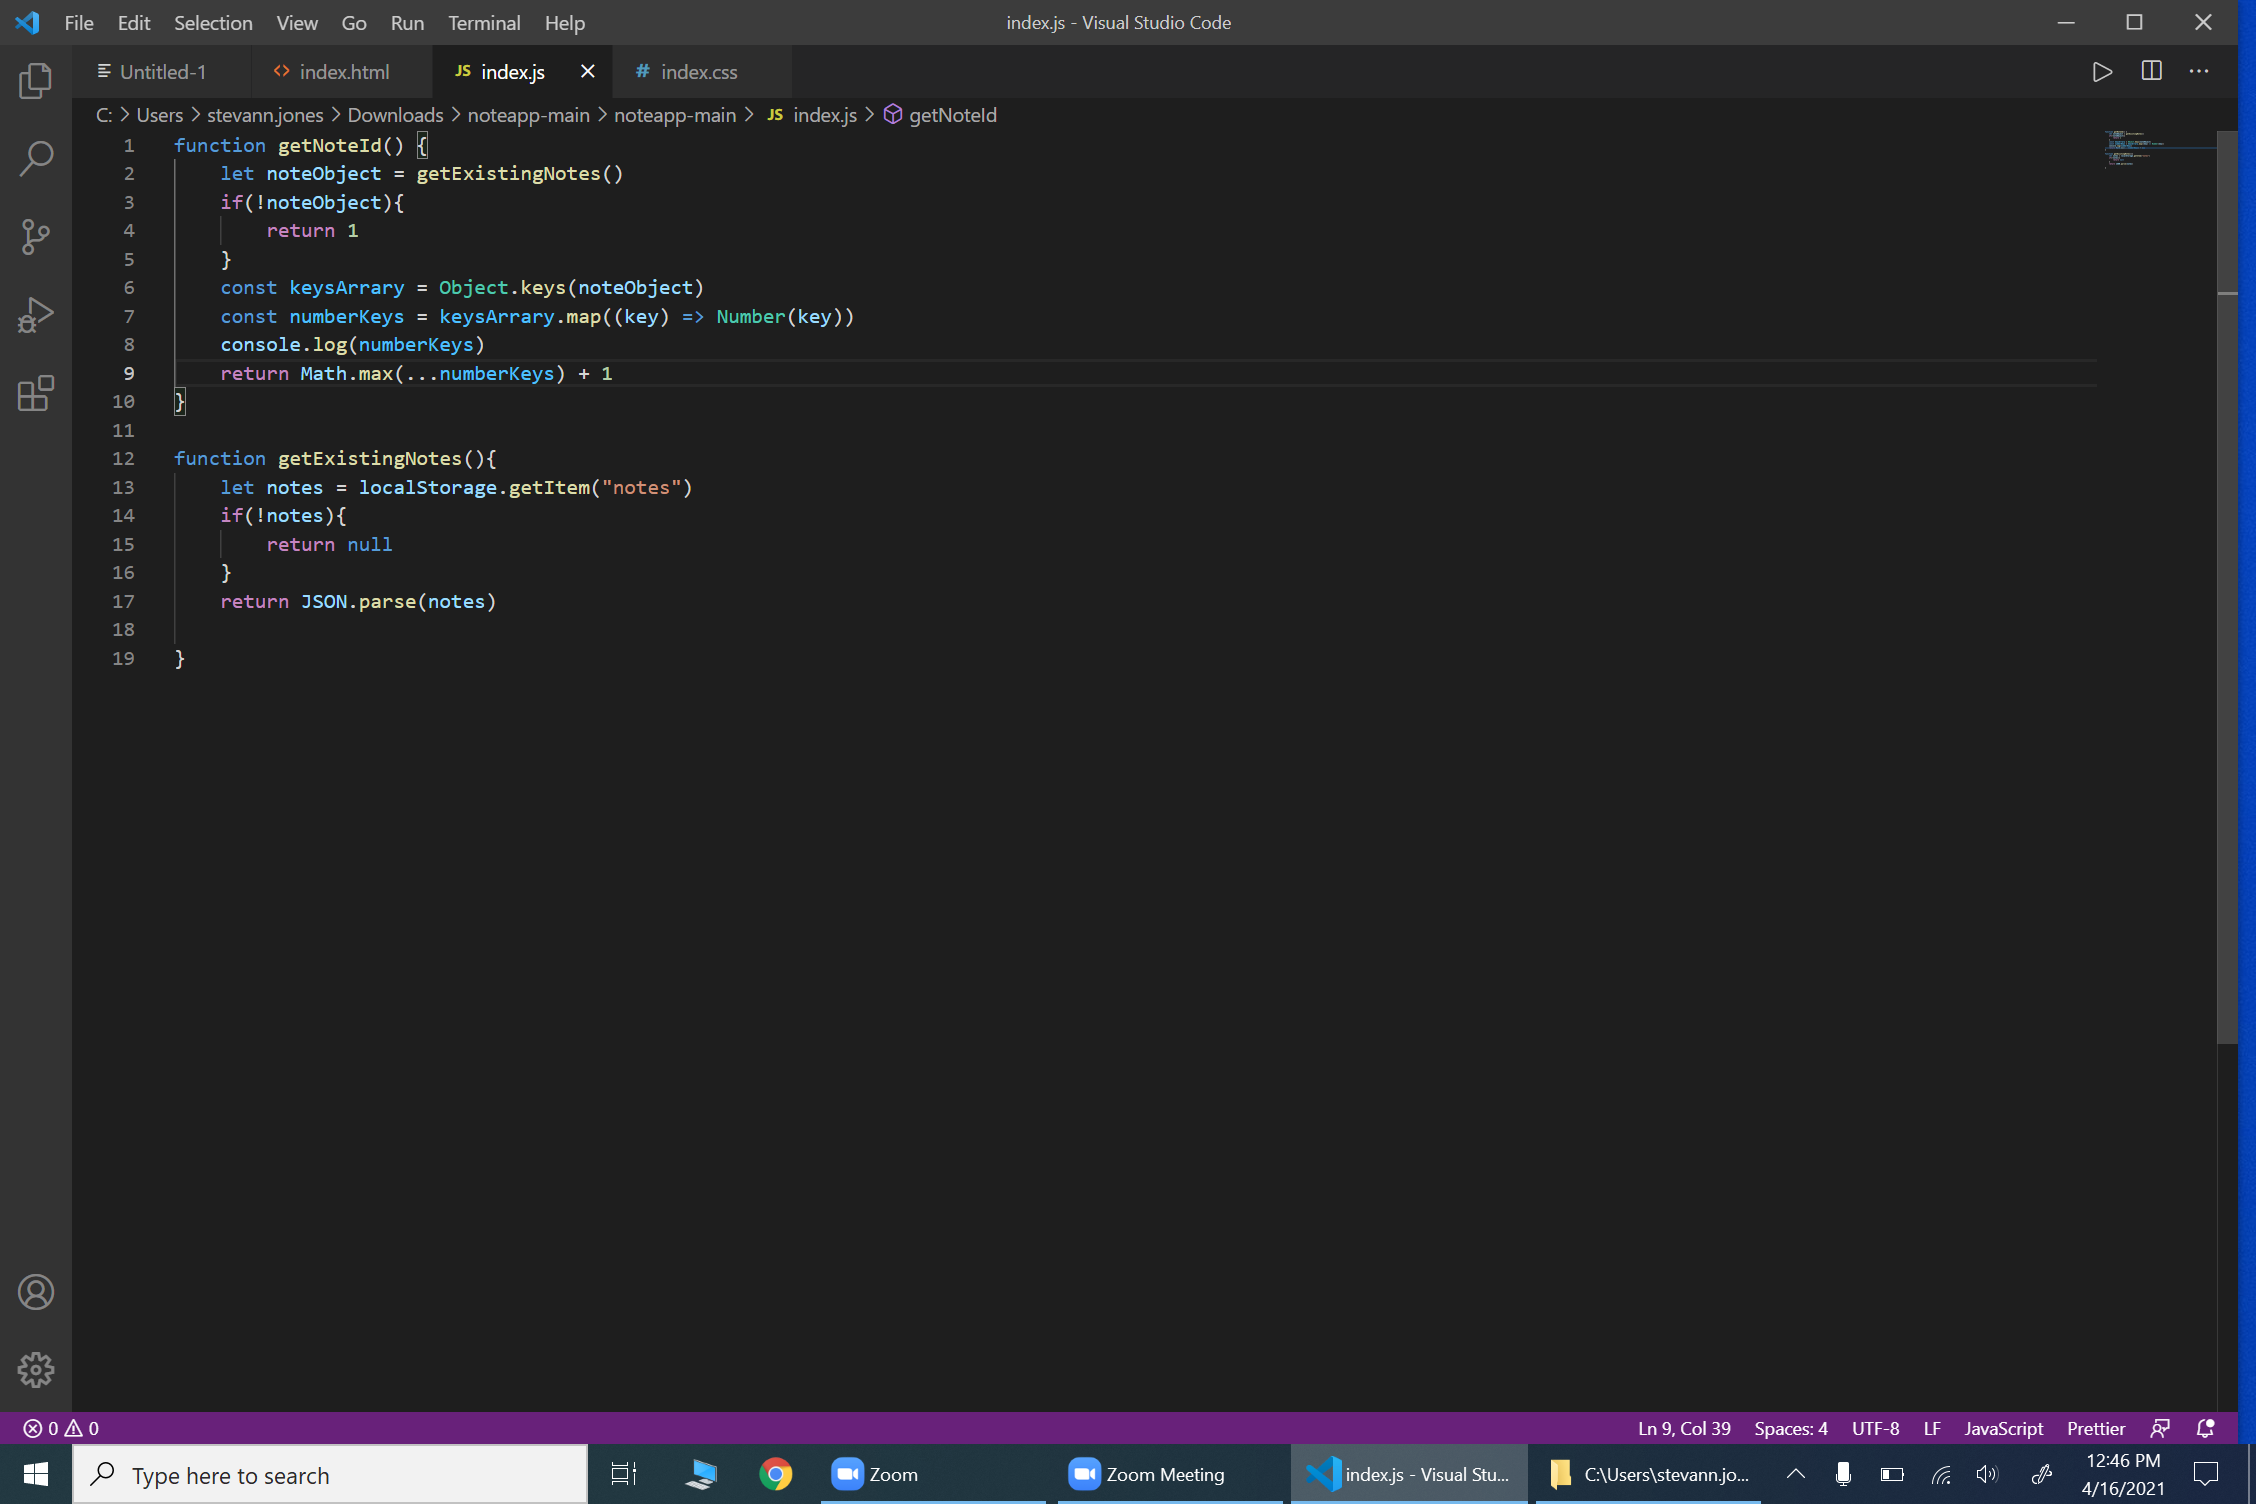 File Edit Selection View Go Run Terminal Help index.js - Visual Studio Code
Untitled-1 <> index.html JS index.js # index.css
C: > Users > stevann.jones > Downloads > noteapp-main > noteapp-main > JS index.js > getNoteId
1 function getNoteId() {
2     let noteObject = getExistingNotes()
3     if(!noteObject){
4         return 1
5     }
6     const keysArrary = Object.keys(noteObject)
7     const numberKeys = keysArrary.map((key) => Number(key))
8     console.log(numberKeys)
9     return Math.max(...numberKeys) + 1
10 }
11
12 function getExistingNotes(){
13     let notes = localStorage.getItem("notes")
14     if(!notes){
15         return null
16     }
17     return JSON.parse(notes)
18
19 }
0 0 Ln 9, Col 39 Spaces: 4 UTF-8 LF JavaScript Prettier
Type here to search Zoom Zoom Meeting index.js - Visual Stu... C:\Users\stevann.jo... 12:46 PM
4/16/2021